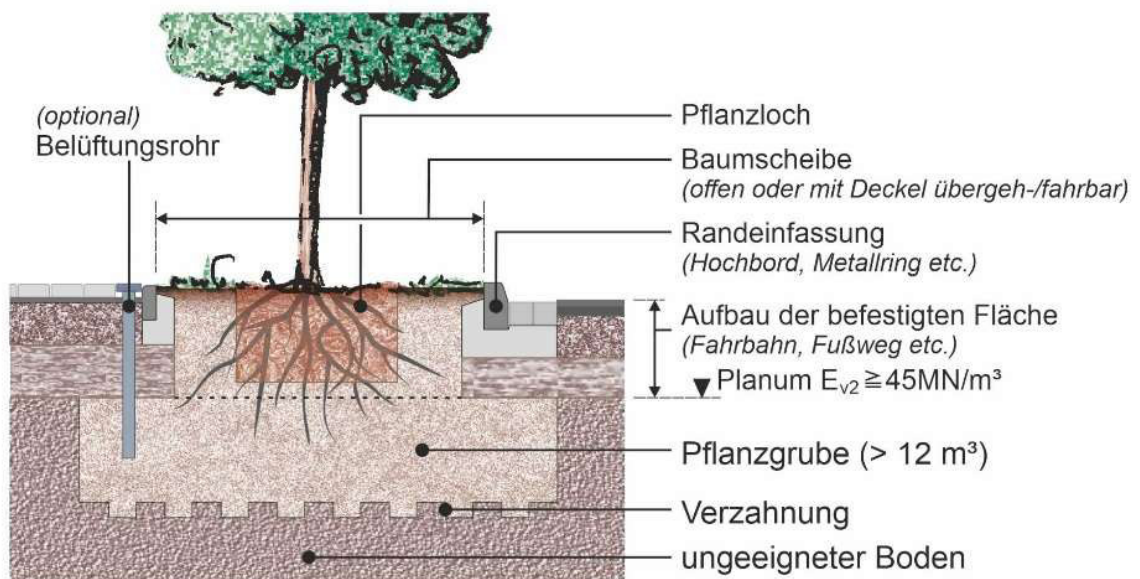 (optional)
Belüftungsrohr
Pflanzloch
Baumscheibe
(offen oder mit Deckel übergeh-/fahrbar)
Randeinfassung
(Hochbord, Metallring etc.)
Aufbau der befestigten Fläche
(Fahrbahn, Fußweg etc.)
Planum Ev2 ≧ 45MN/m³
Pflanzgrube (> 12 m³)
Verzahnung
ungeeigneter Boden